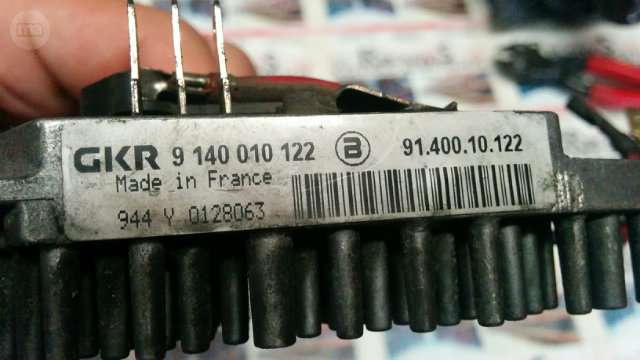 GKR 9 140 010 122 B 91.400.10.122
Made in France
944 Y 0128063